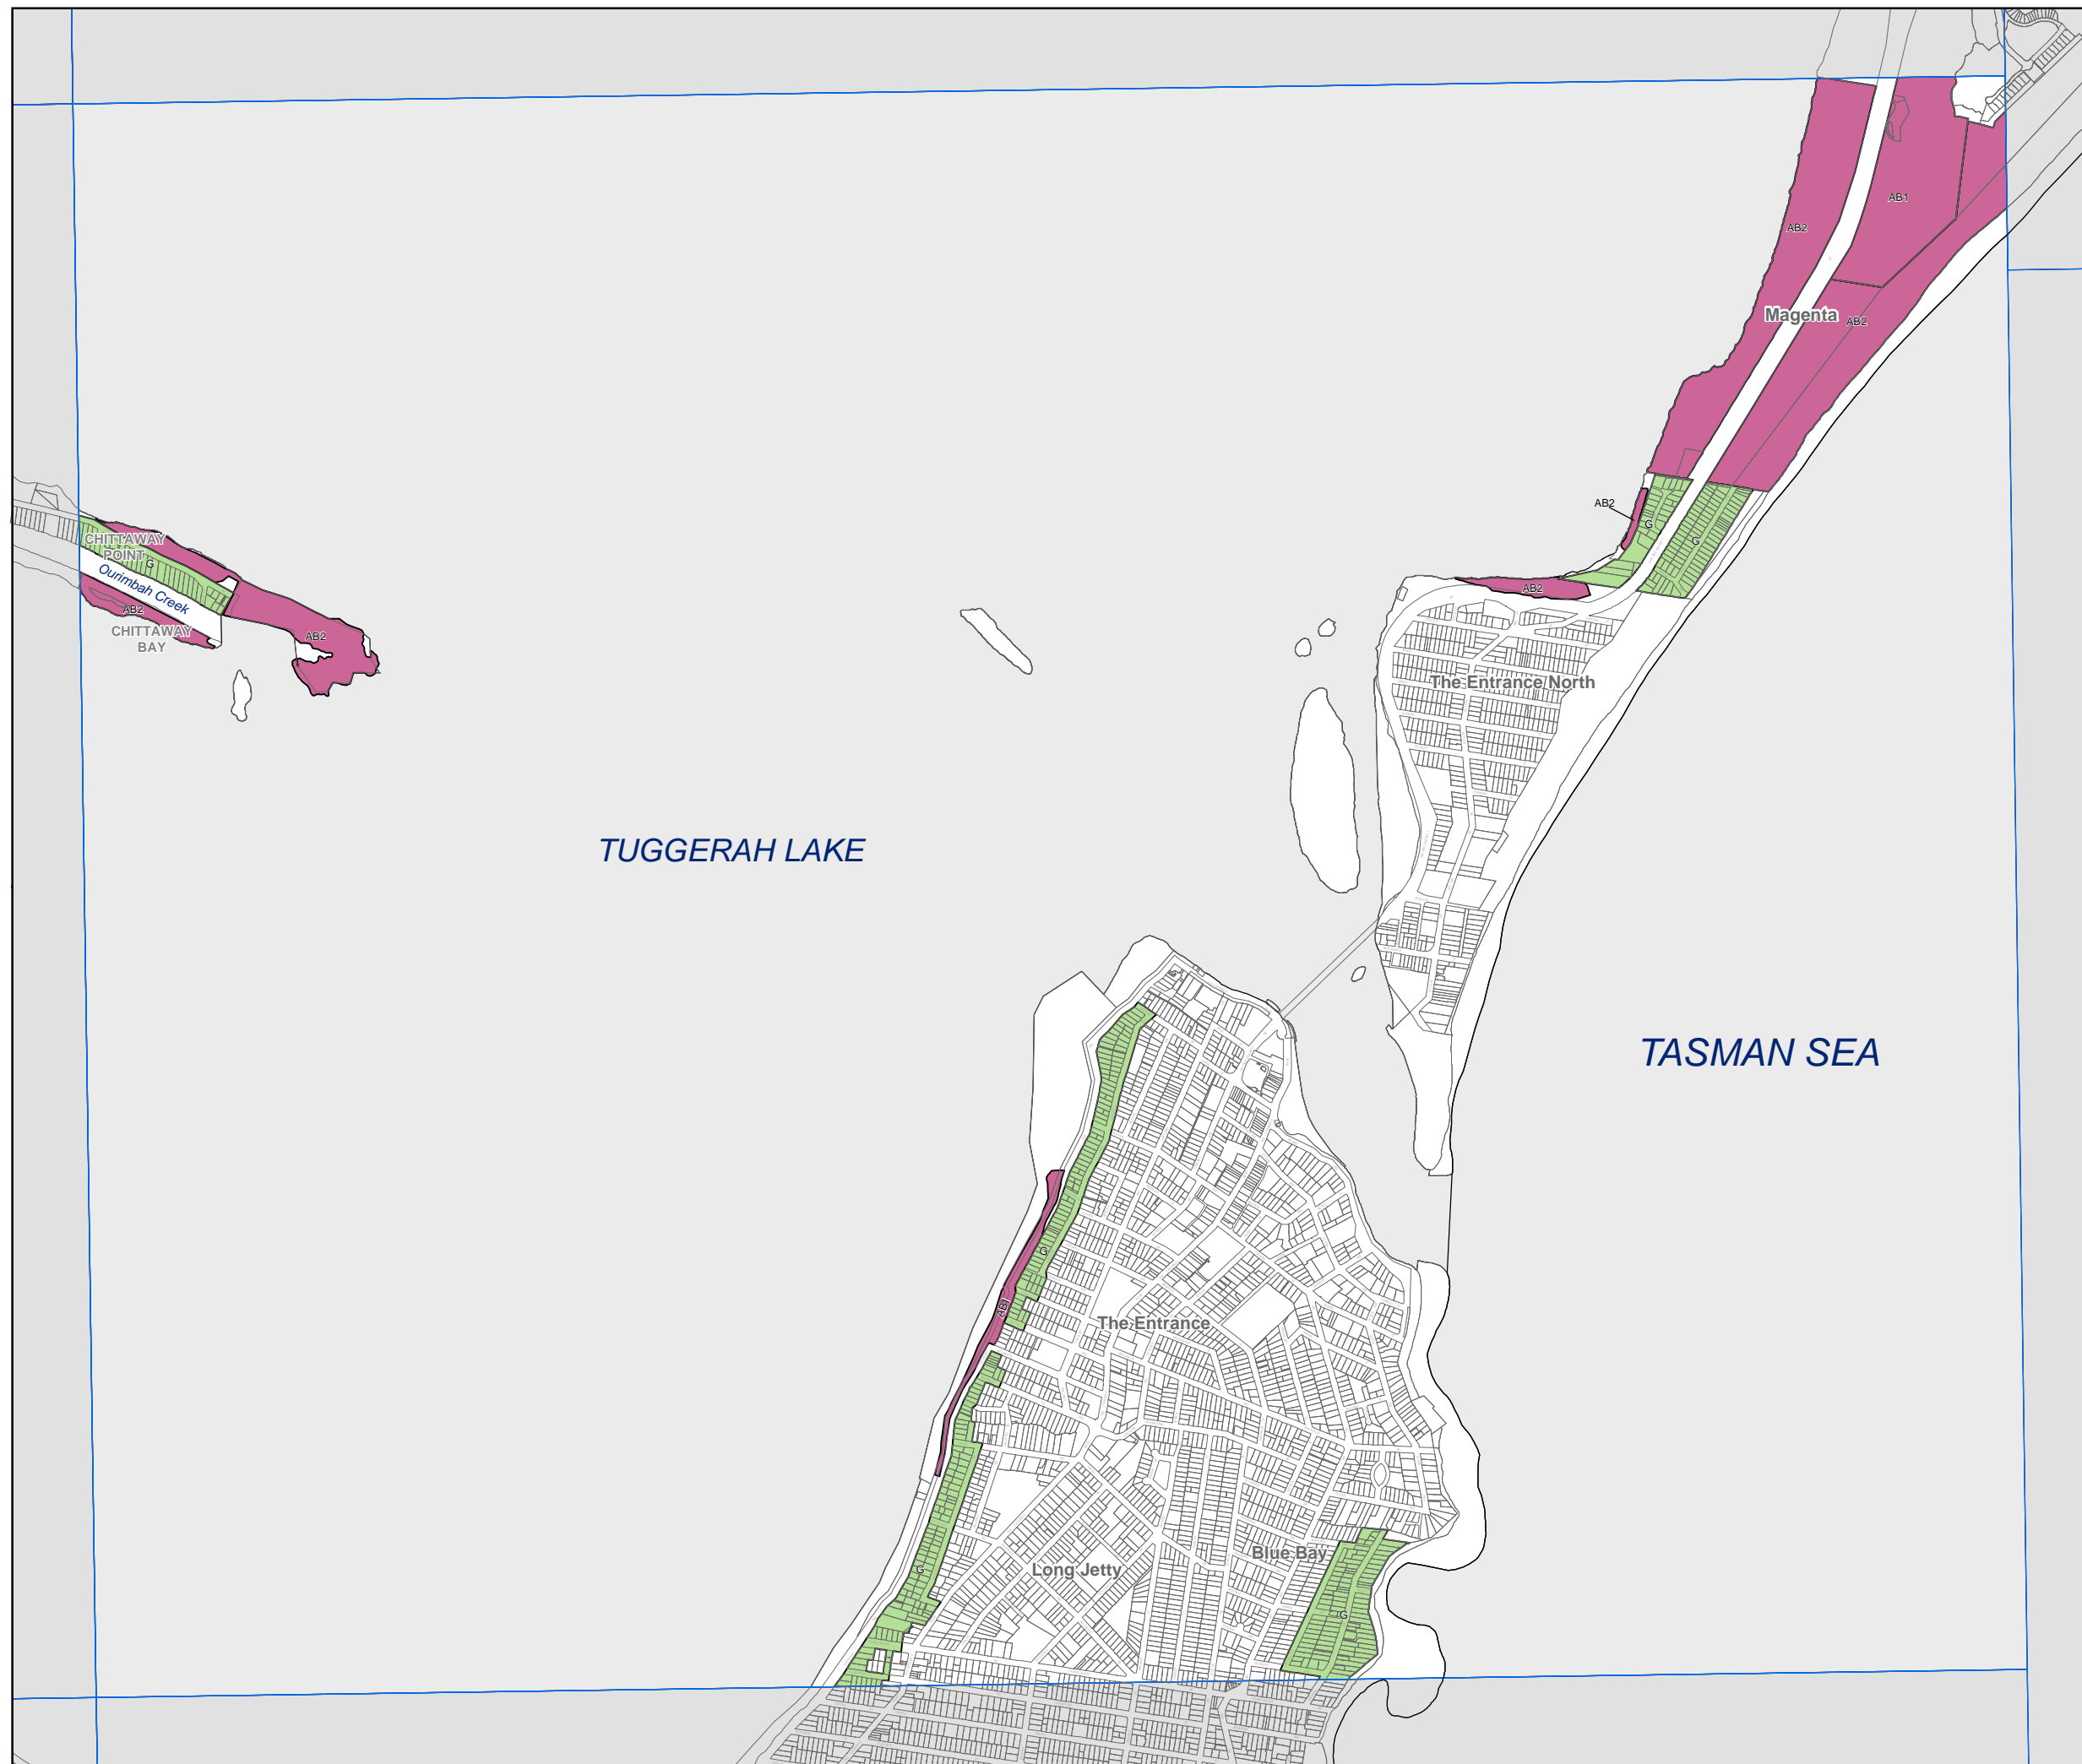 AB1
AB2
Magenta
AB2
AB2
G
G
CHITTAWAY
POINT
G
Ourimbah Creek
AB2
AB2
CHITTAWAY
BAY
AB2
The Entrance North
TUGGERAH LAKE
TASMAN SEA
G
AB1
The Entrance
Blue Bay
Long Jetty
G
G